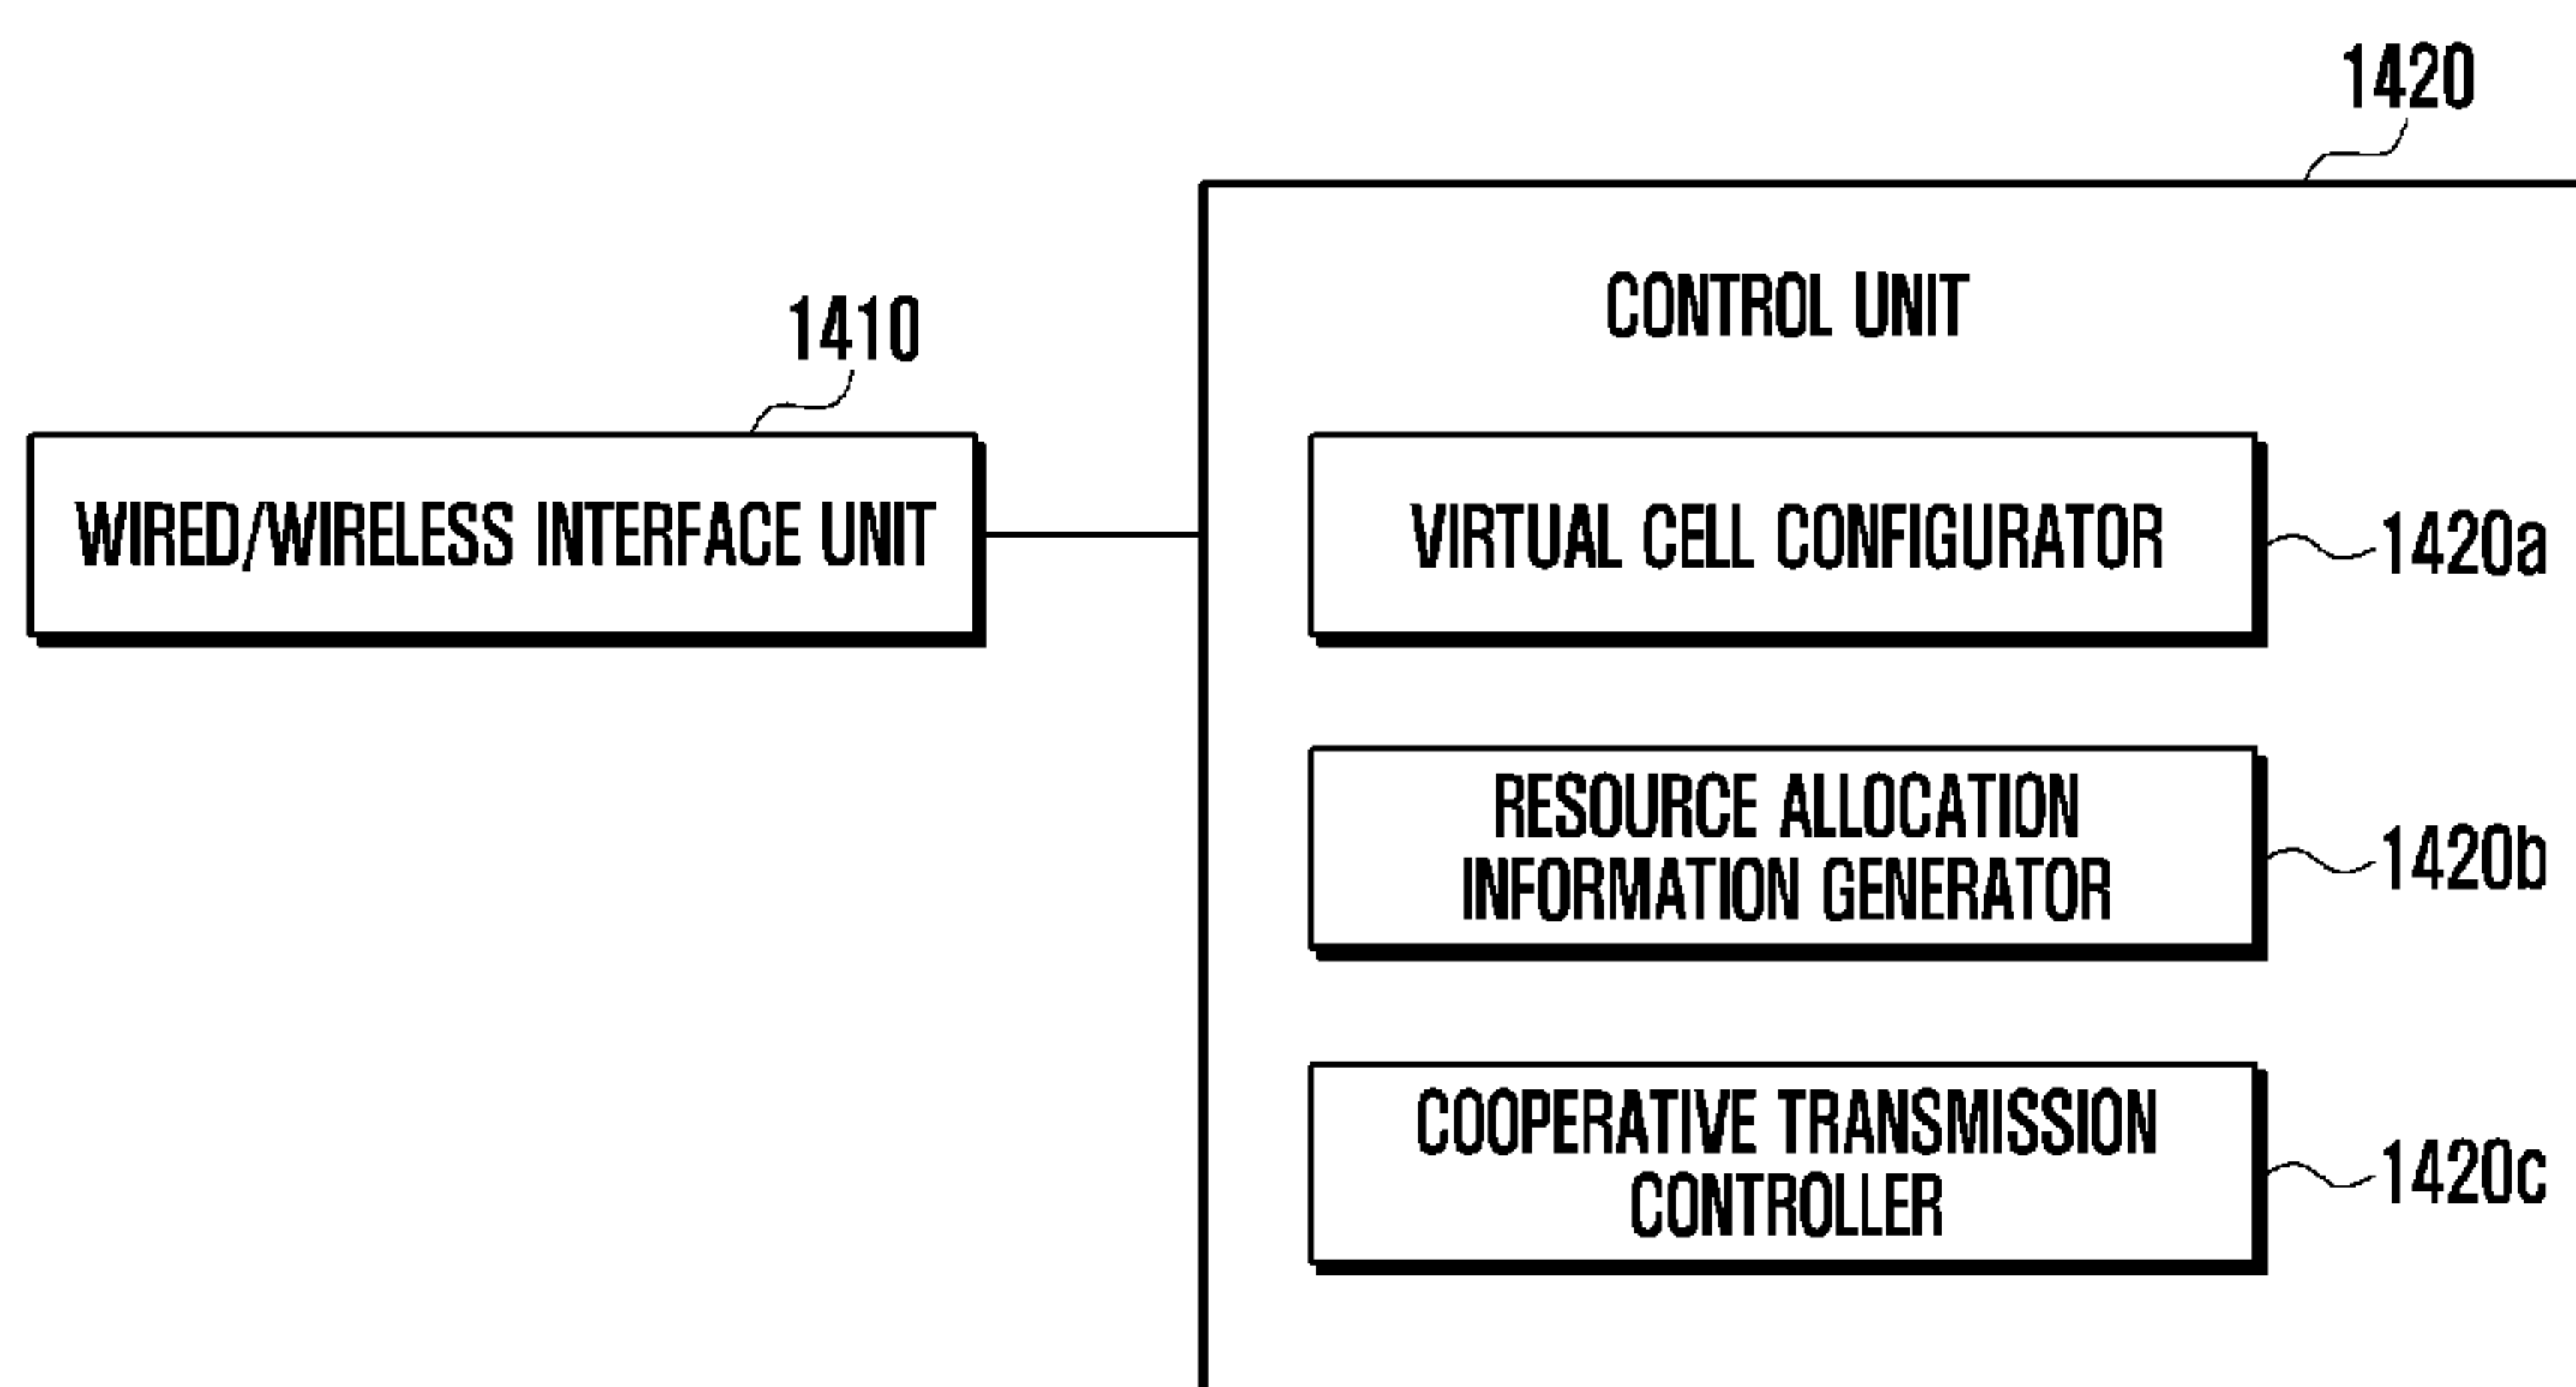 1420
CONTROL UNIT
1410
WIRED/WIRELESS INTERFACE UNIT
VIRTUAL CELL CONFIGURATOR
1420a
RESOURCE ALLOCATION
INFORMATION GENERATOR
1420b
COOPERATIVE TRANSMISSION
CONTROLLER
1420c